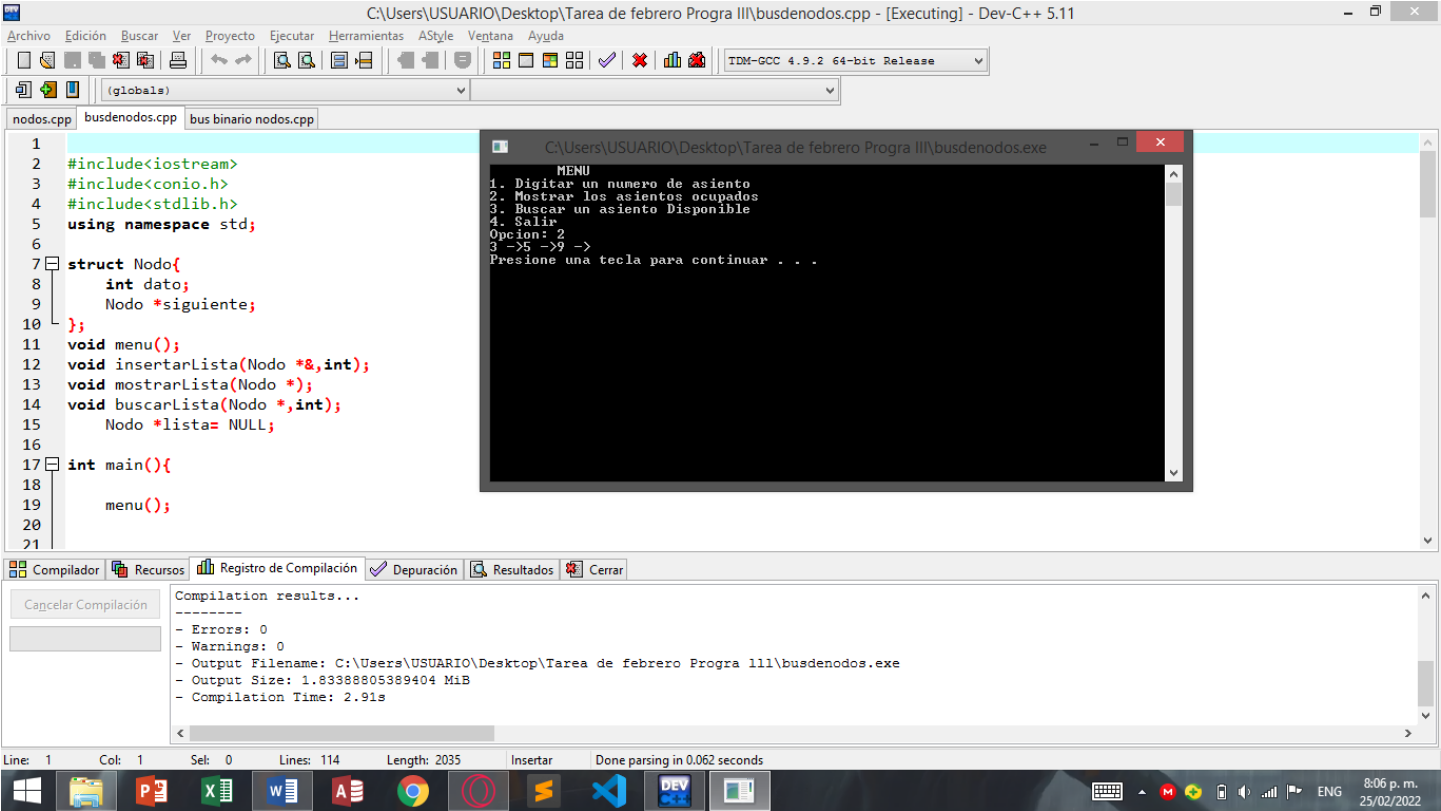 C:\Users\USUARIO\Desktop\Tarea de febrero Progra III\busdenodos.cpp - [Executing] - Dev-C++ 5.11
Archivo Edición Buscar Ver Proyecto Ejecutar Herramientas AStyle Ventana Ayuda
TDM-GCC 4.9.2 64-bit Release
(globals)
nodos.cpp busdenodos.cpp bus binario nodos.cpp
1
2 #include<iostream>
3 #include<conio.h>
4 #include<stdlib.h>
5 using namespace std;
6
7 struct Nodo{
8 int dato;
9 Nodo *siguiente;
10 };
11 void menu();
12 void insertarLista(Nodo *&,int);
13 void mostrarLista(Nodo *);
14 void buscarLista(Nodo *,int);
15 Nodo *lista= NULL;
16
17 int main(){
18
19 menu();
20
21
C:\Users\USUARIO\Desktop\Tarea de febrero Progra III\busdenodos.exe
MENU
1. Digitar un numero de asiento
2. Mostrar los asientos ocupados
3. Buscar un asiento Disponible
4. Salir
Opcion: 2
3 ->5 ->9 ->
Presione una tecla para continuar . . .
Compilador Recursos Registro de Compilación Depuración Resultados Cerrar
Cancelar Compilación
Compilation results...
--------
- Errors: 0
- Warnings: 0
- Output Filename: C:\Users\USUARIO\Desktop\Tarea de febrero Progra lll\busdenodos.exe
- Output Size: 1.83388805389404 MiB
- Compilation Time: 2.91s
Line: 1 Col: 1 Sel: 0 Lines: 114 Length: 2035 Insertar Done parsing in 0.062 seconds
DEV C++
ENG
8:06 p. m.
25/02/2022